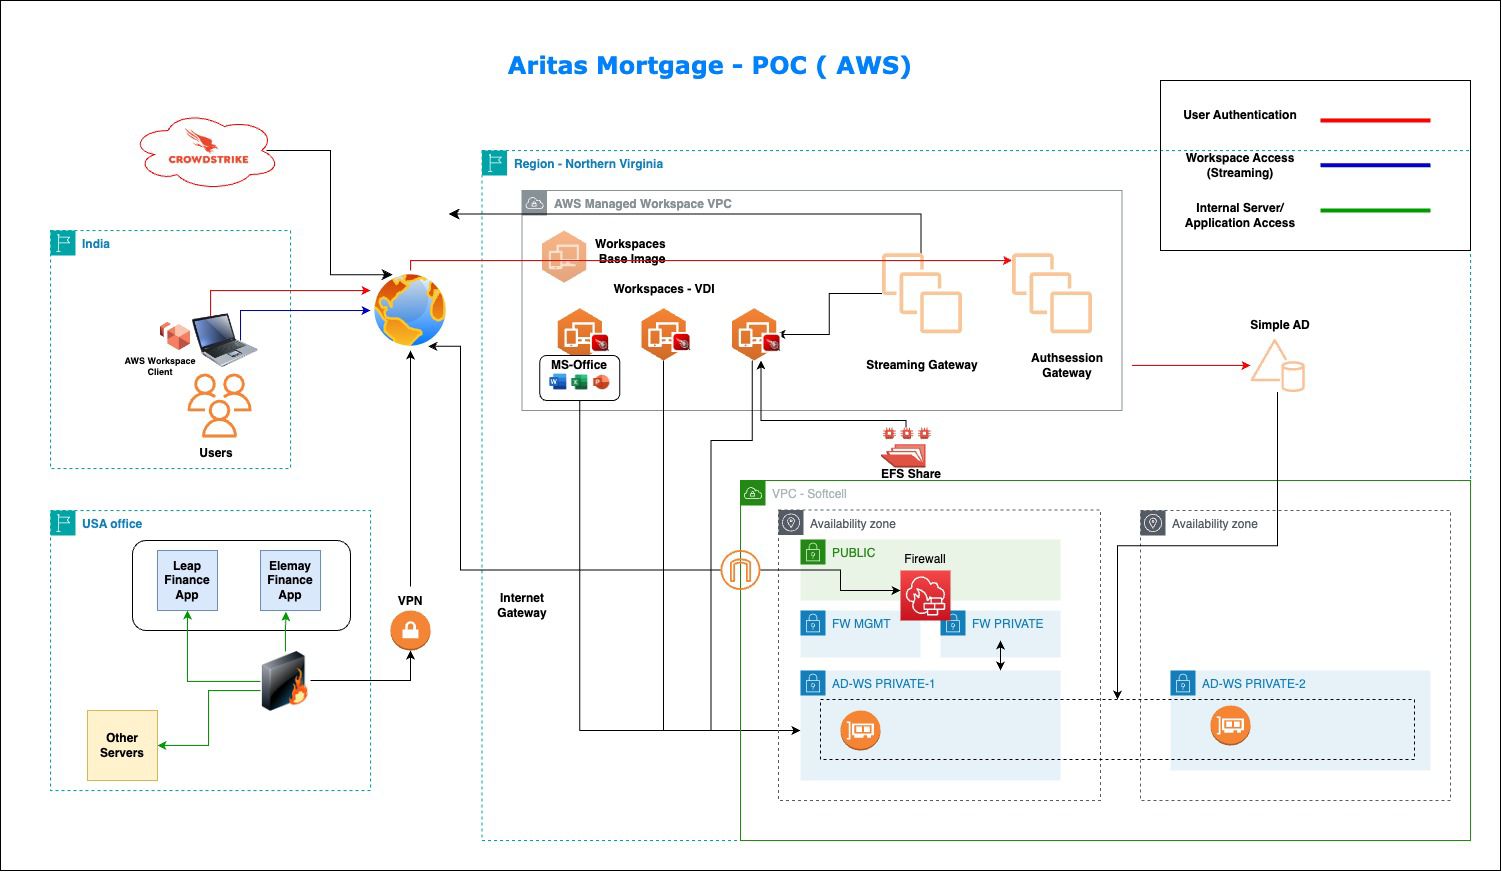 Aritas Mortgage - POC ( AWS)
User Authentication
Workspace Access
(Streaming)
Internal Server/
Application Access
CROWDSTRIKE
Region - Northern Virginia
AWS Managed Workspace VPC
India
Workspaces
Base Image
Workspaces - VDI
AWS Workspace
Client
Users
MS-Office
W
X
P
Streaming Gateway
Authsession
Gateway
Simple AD
EFS Share
VPC - Softcell
USA office
Availability zone
Availability zone
PUBLIC
Firewall
Leap
Finance
App
Elemay
Finance
App
VPN
Internet
Gateway
FW MGMT
FW PRIVATE
AD-WS PRIVATE-1
AD-WS PRIVATE-2
Other
Servers